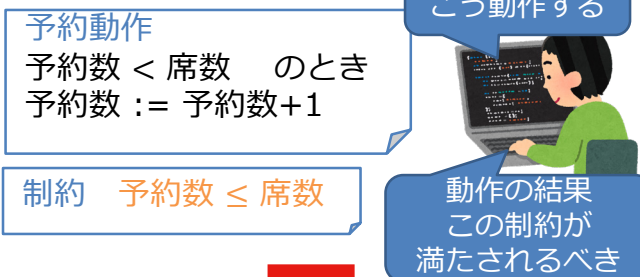 こう動作する
予約動作
予約数 < 席数 のとき
予約数 := 予約数+1
制約 予約数 ≤ 席数
動作の結果
この制約が
満たされるべき